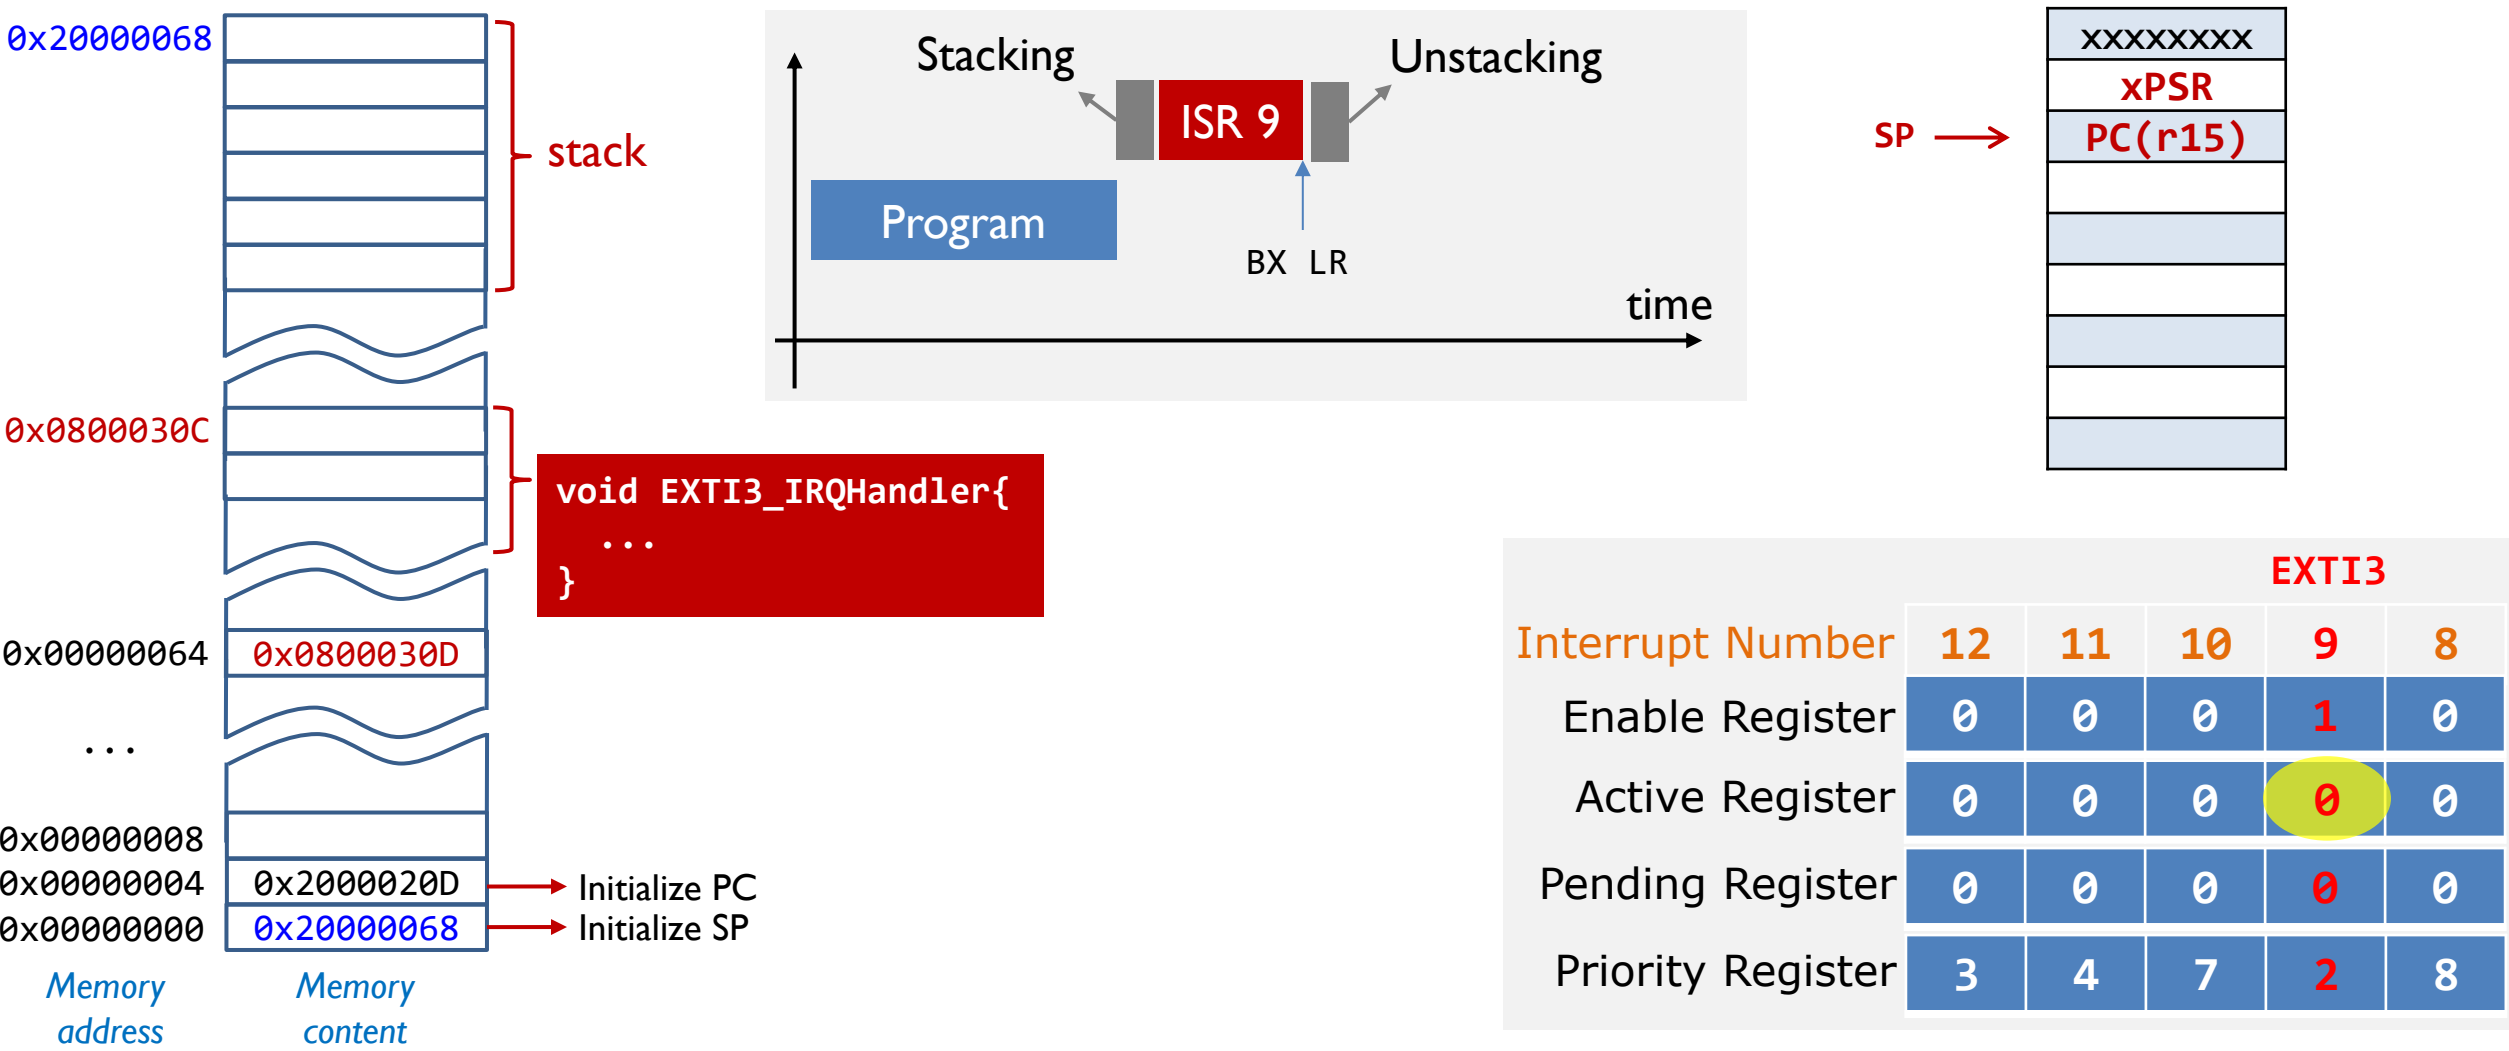 0x20000068
stack
0x0800030C
void EXTI3_IRQHandler{
...
}
0x00000064
0x0800030D
...
0x00000008
0x00000004
0x2000020D
Initialize PC
0x00000000
0x20000068
Initialize SP
Memory address
Memory content
Stacking
Unstacking
ISR 9
Program
BX LR
time
xxxxxxxx
xPSR
SP
PC(r15)
EXTI3
Interrupt Number 12 11 10 9 8
Enable Register 0 0 0 1 0
Active Register 0 0 0 0 0
Pending Register 0 0 0 0 0
Priority Register 3 4 7 2 8